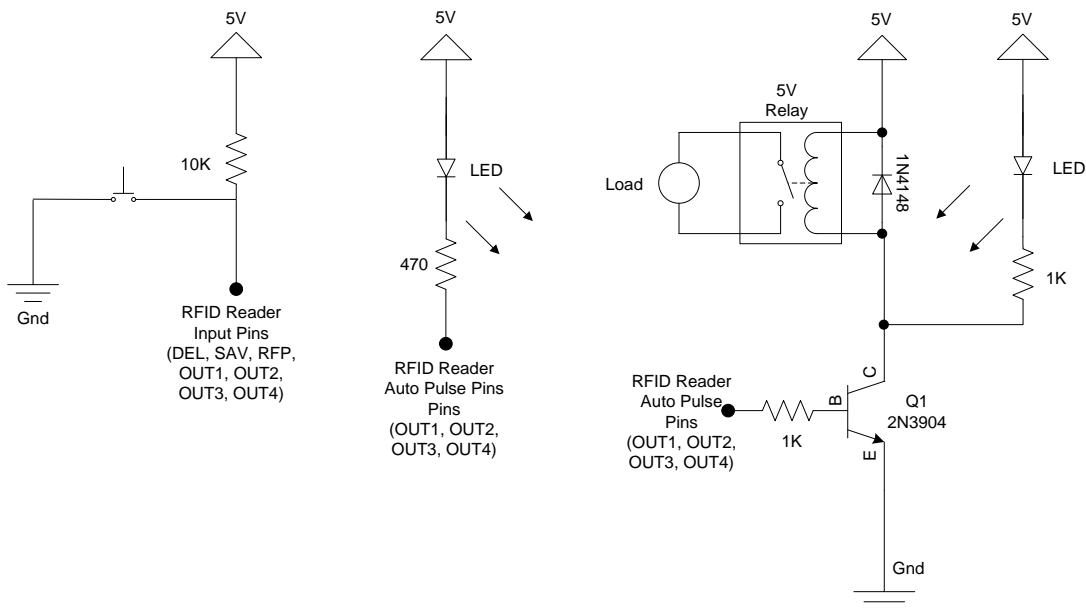 5V
10K
Gnd
RFID Reader
Input Pins
(DEL, SAV, RFP,
OUT1, OUT2,
OUT3, OUT4)
5V
LED
470
RFID Reader
Auto Pulse Pins
Pins
(OUT1, OUT2,
OUT3, OUT4)
5V
5V
5V
Relay
Load
1N4148
LED
1K
RFID Reader
Auto Pulse
Pins
(OUT1, OUT2,
OUT3, OUT4)
1K
B
C
E
Q1
2N3904
Gnd